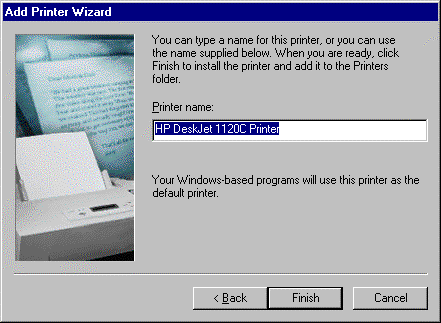 Add Printer Wizard
You can type a name for this printer, or you can use
the name supplied below. When you are ready, click
Finish to install the printer and add it to the Printers
folder.
Printer name:
HP DeskJet 1120C Printer
Your Windows-based programs will use this printer as the
default printer.
< Back
Finish
Cancel